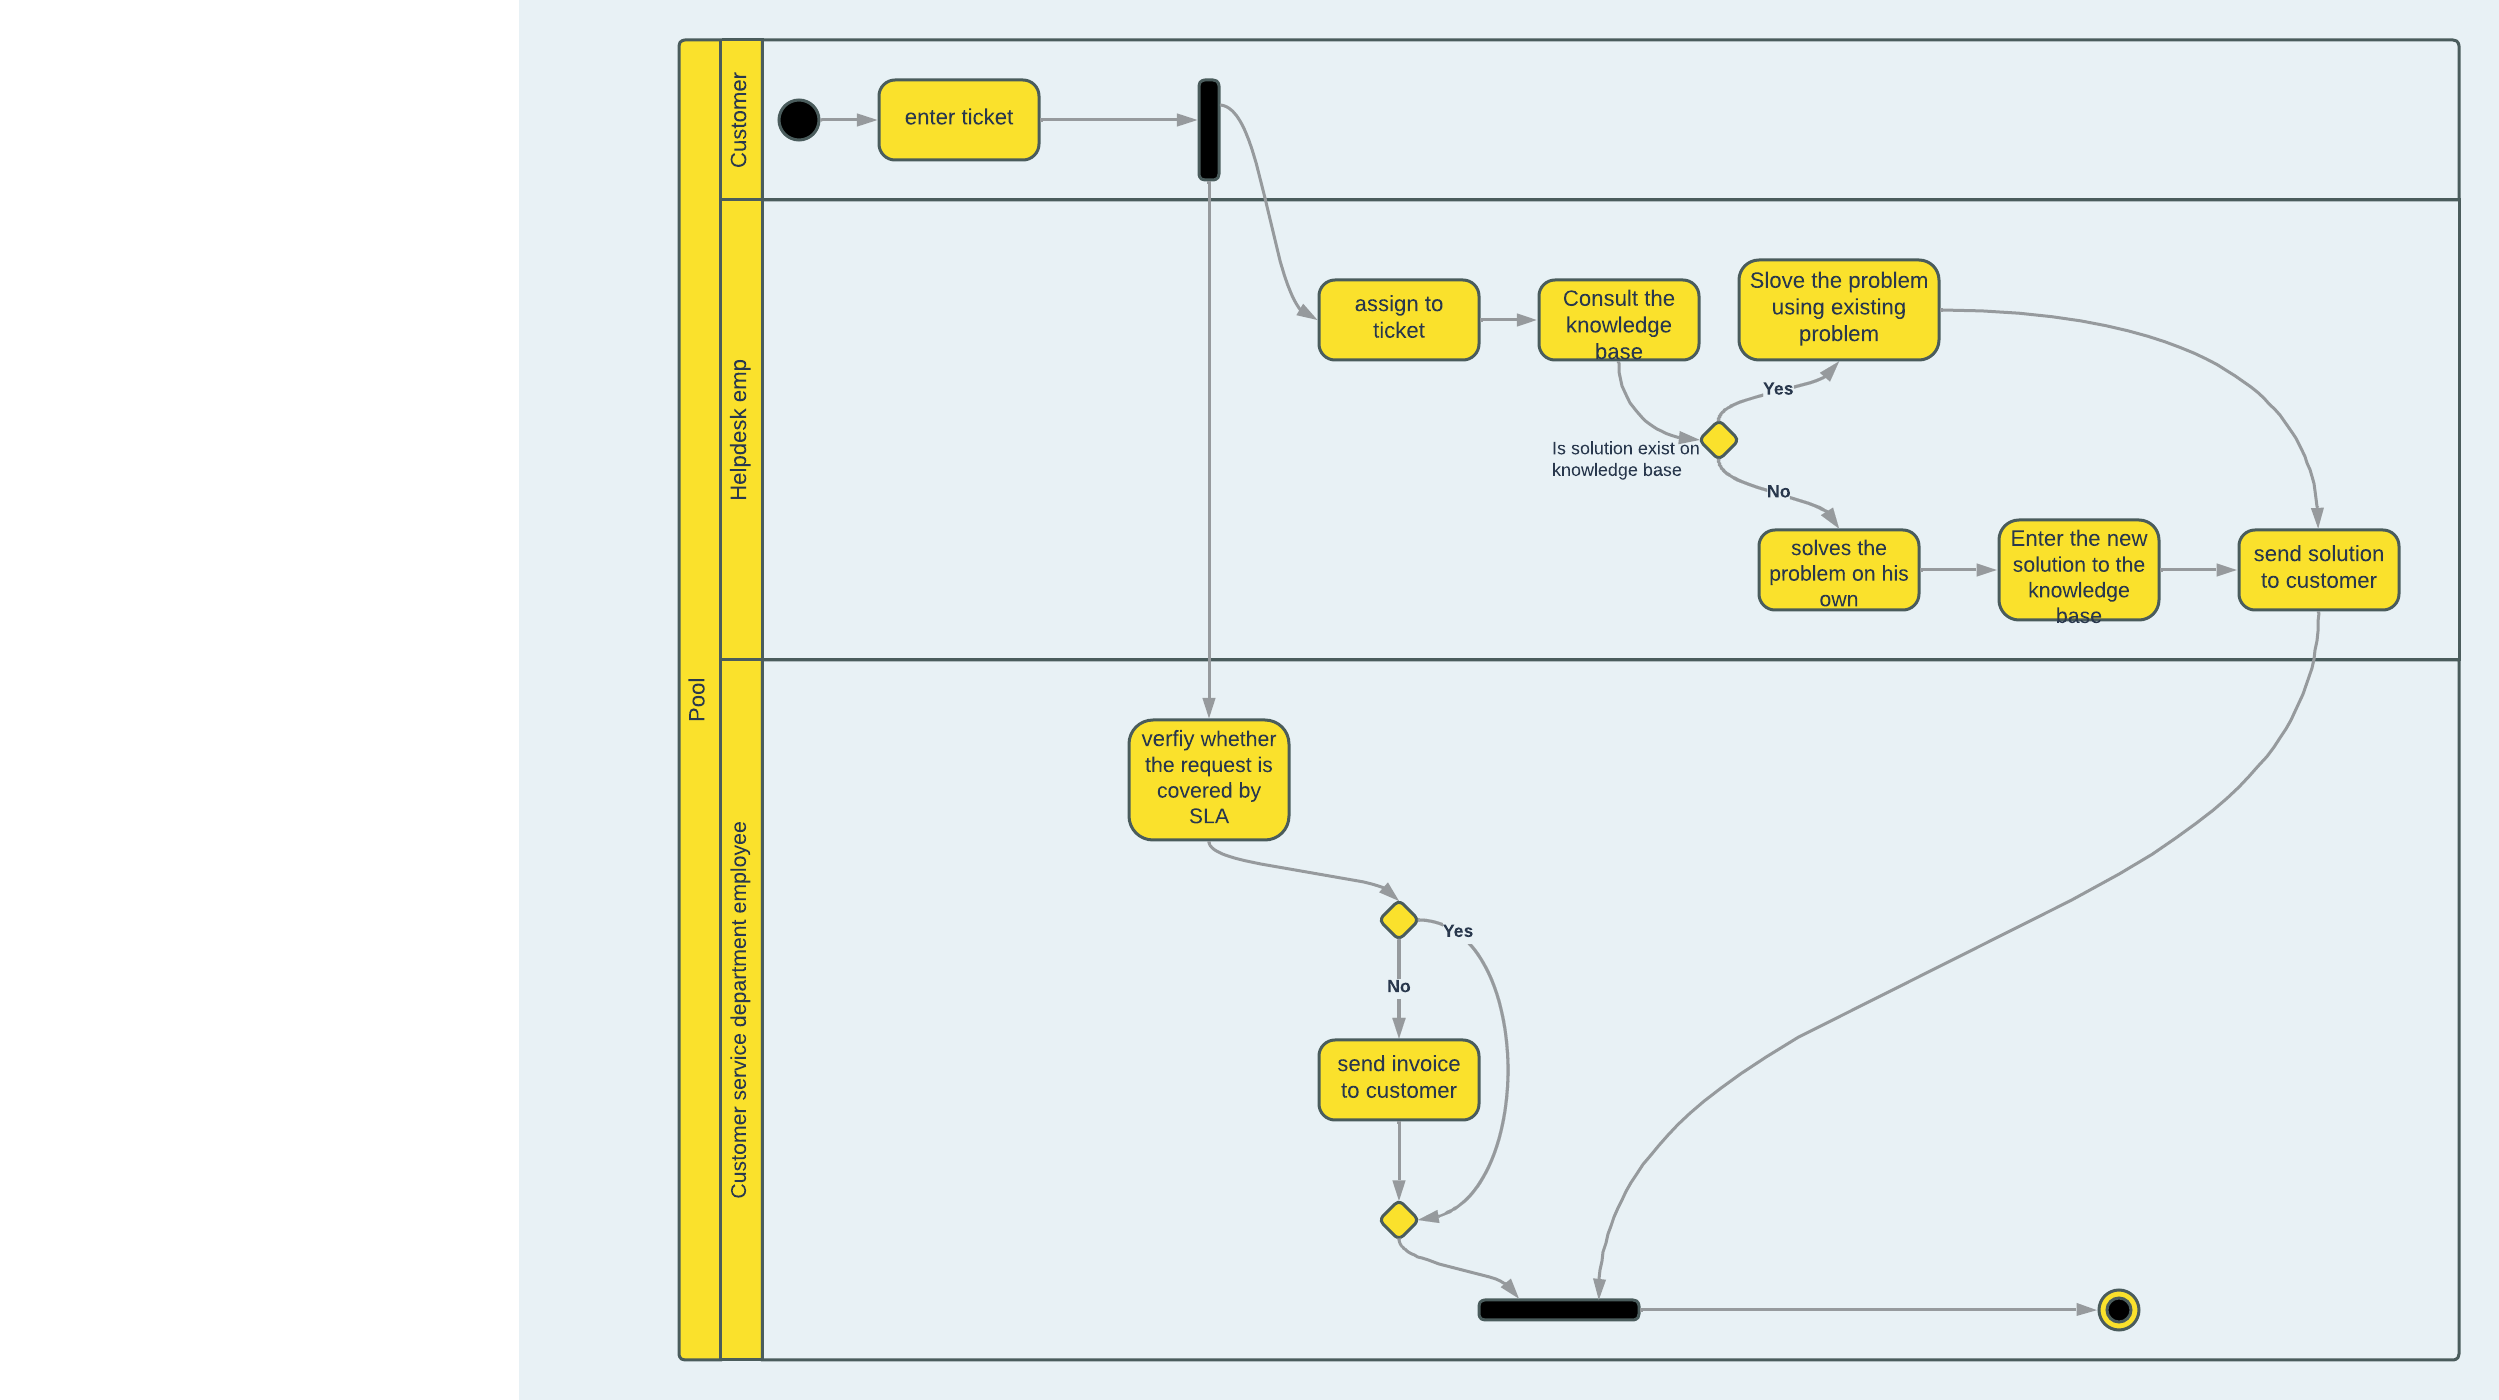 Pool
Customer
enter ticket
Helpdesk emp
assign to
ticket
Consult the
knowledge
base
Slove the problem
using existing
problem
Yes
Is solution exist on
knowledge base
No
solves the
problem on his
own
Enter the new
solution to the
knowledge
base
send solution
to customer
Customer service department employee
verfiy whether
the request is
covered by
SLA
Yes
No
send invoice
to customer